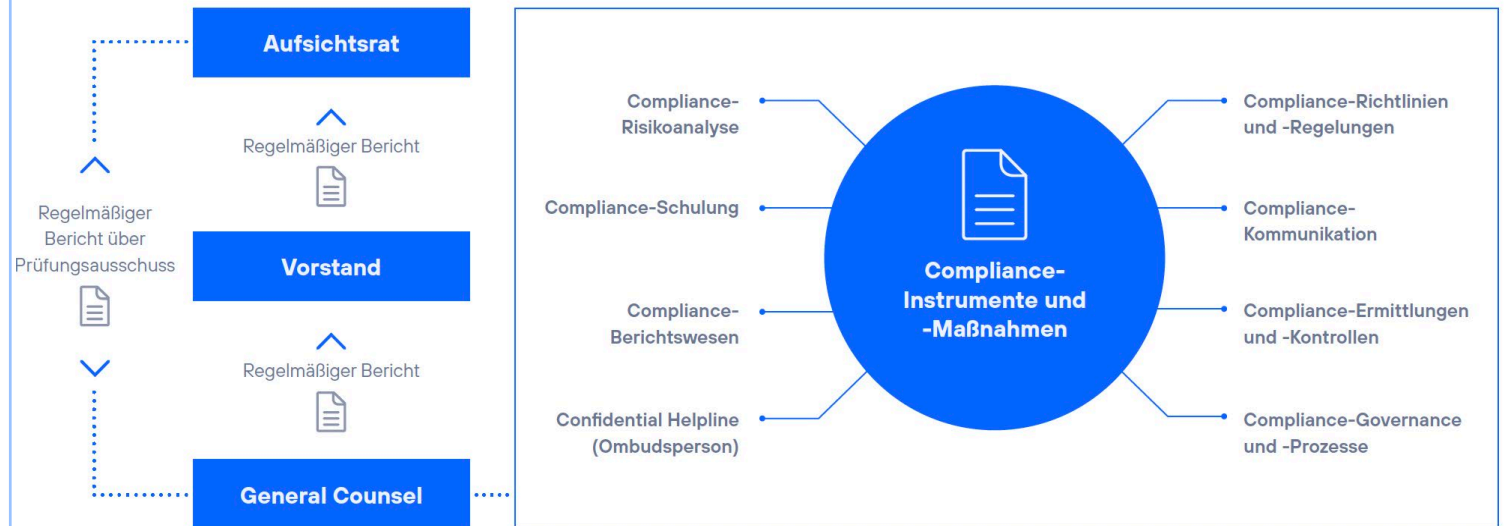 Aufsichtsrat
Regelmäßiger Bericht
Regelmäßiger
Bericht über
Prüfungsausschuss
Vorstand
Regelmäßiger Bericht
General Counsel
Compliance-
Risikoanalyse
Compliance-Schulung
Compliance-
Berichtswesen
Confidential Helpline
(Ombudsperson)
Compliance-
Instrumente und
-Maßnahmen
Compliance-Richtlinien
und -Regelungen
Compliance-
Kommunikation
Compliance-Ermittlungen
und -Kontrollen
Compliance-Governance
und -Prozesse